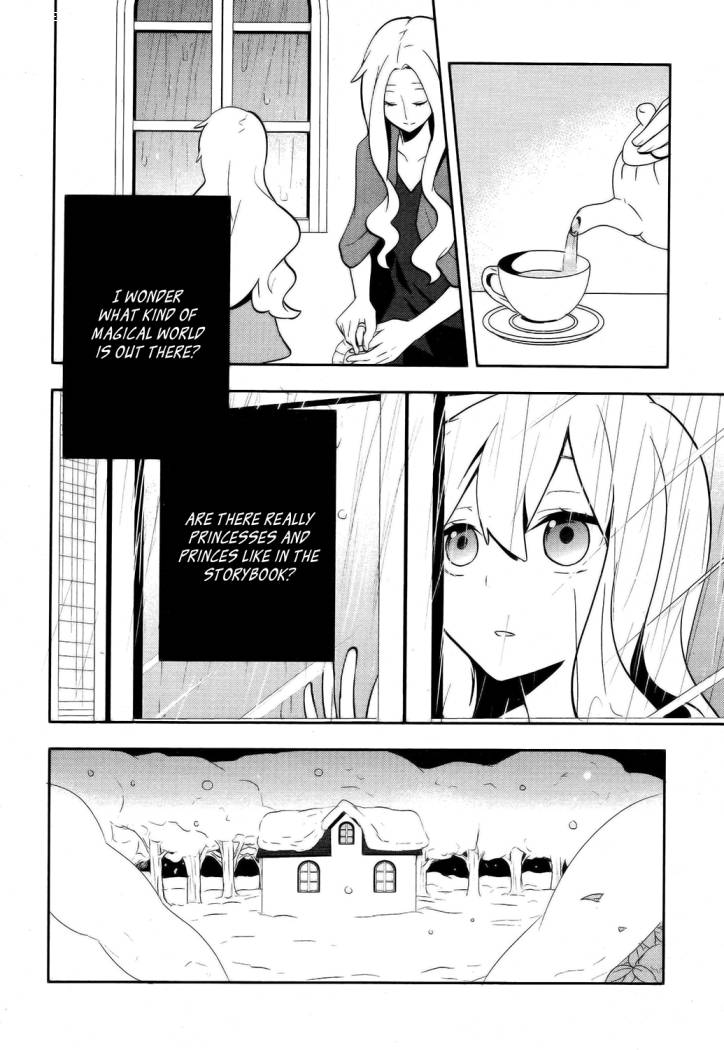 I WONDER
WHAT KIND OF
MAGICAL WORLD
IS OUT THERE?
ARE THERE REALLY
PRINCESSES AND
PRINCES LIKE IN THE
STORYBOOK?